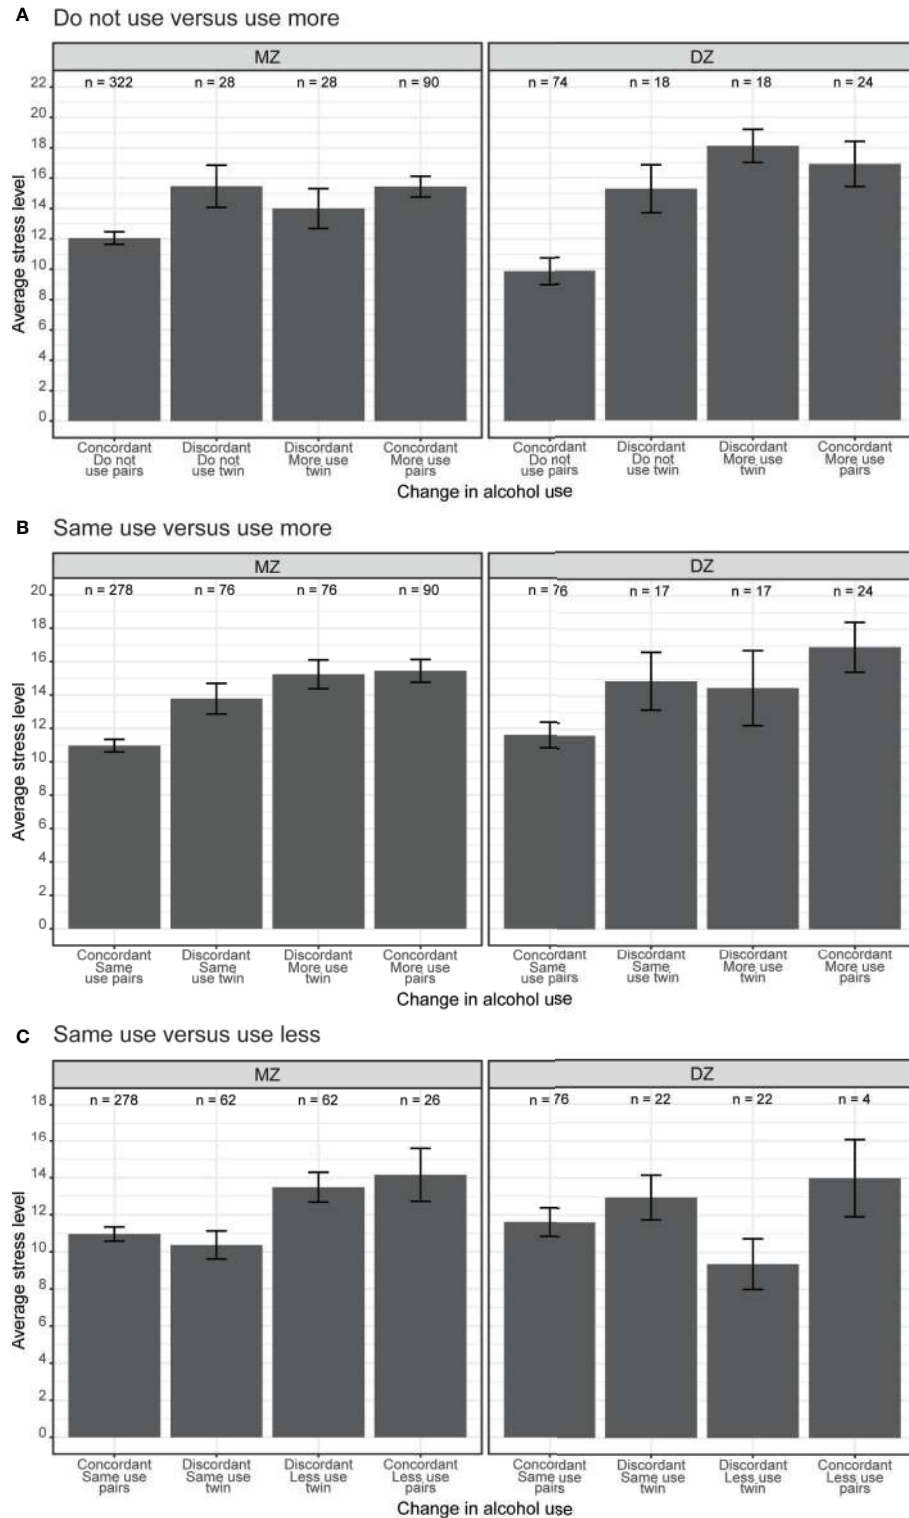 A Do not use versus use more
MZ DZ
n = 322 n = 28 n = 28 n = 90 n = 74 n = 18 n = 18 n = 24
22
20
18
16
14
12
10
8
6
4
2
0
Average stress level
Concordant Discordant Discordant Concordant Concordant Discordant Discordant Concordant
Do not Do not More use More use Do not Do not More use More use
use pairs use twin twin pairs use pairs use twin twin pairs
Change in alcohol use
B Same use versus use more
MZ DZ
n = 278 n = 76 n = 76 n = 90 n = 76 n = 17 n = 17 n = 24
20
18
16
14
12
10
8
6
4
2
0
Average stress level
Concordant Discordant Discordant Concordant Concordant Discordant Discordant Concordant
Same Same More use More use Same Same More use More use
use pairs use twin twin pairs use pairs use twin twin pairs
Change in alcohol use
C Same use versus use less
MZ DZ
n = 278 n = 62 n = 62 n = 26 n = 76 n = 22 n = 22 n = 4
18
16
14
12
10
8
6
4
2
0
Average stress level
Concordant Discordant Discordant Concordant Concordant Discordant Discordant Concordant
Same use Same use Less use Less use Same use Same use Less use Less use
pairs twin twin pairs pairs twin twin pairs
Change in alcohol use